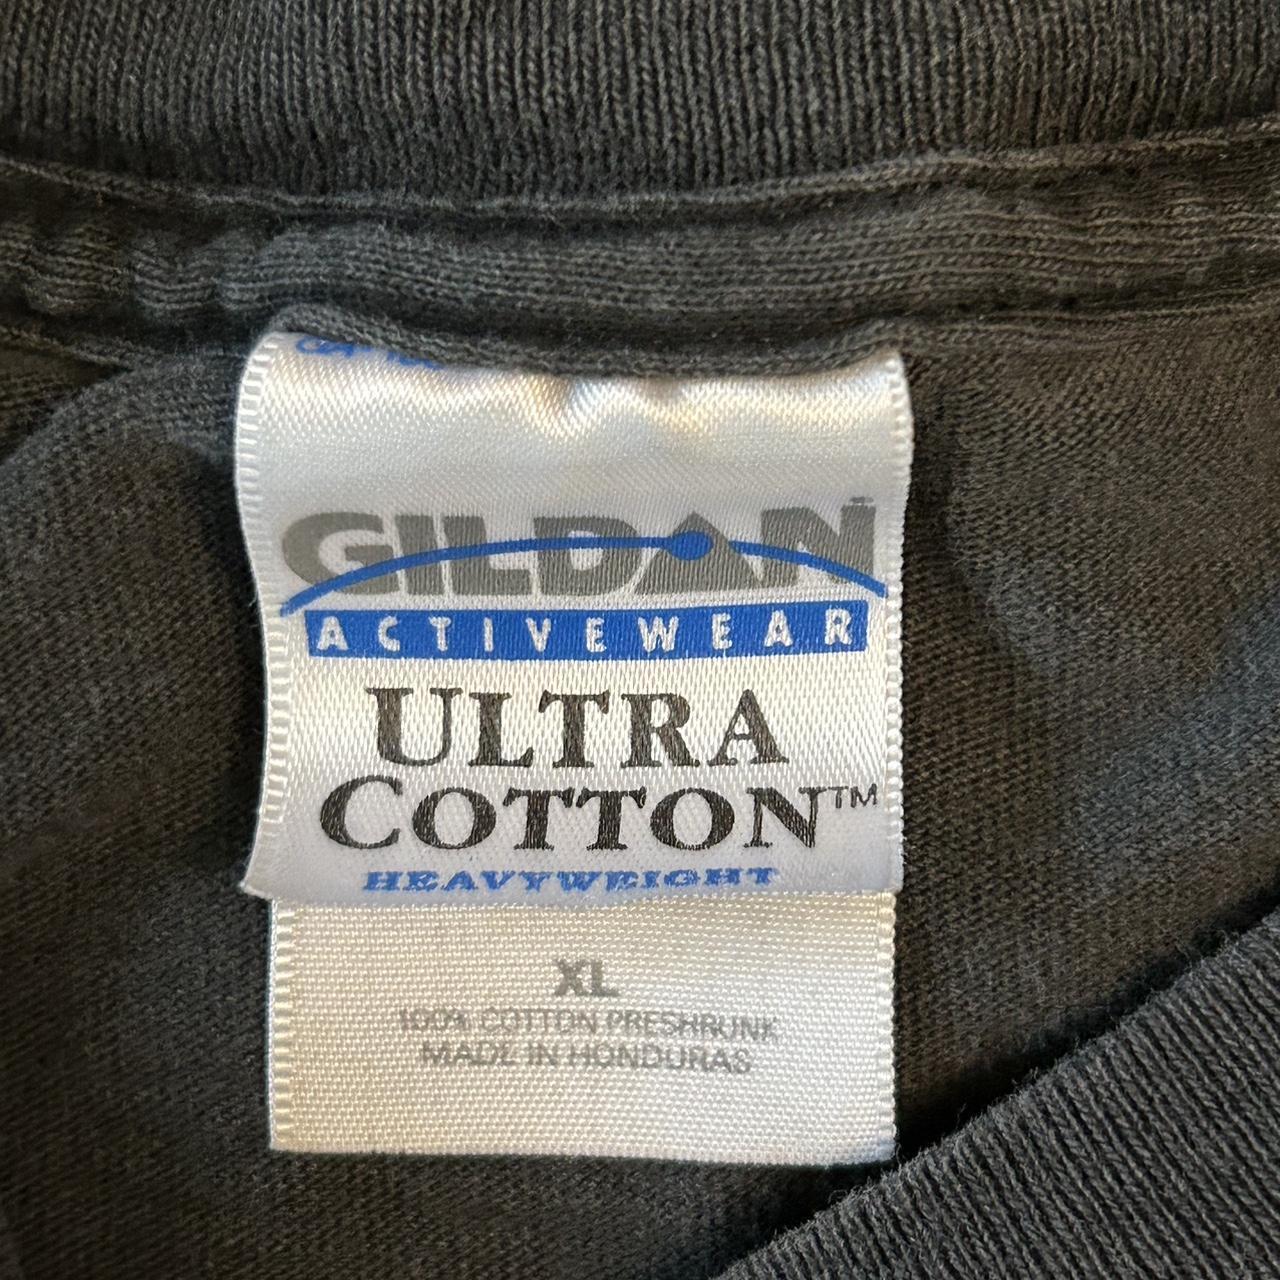 GILDAN
ACTIVEWEAR
ULTRA
COTTON™
HEAVYWEIGHT
XL
100% COTTON PRESHRUNK
MADE IN HONDURAS